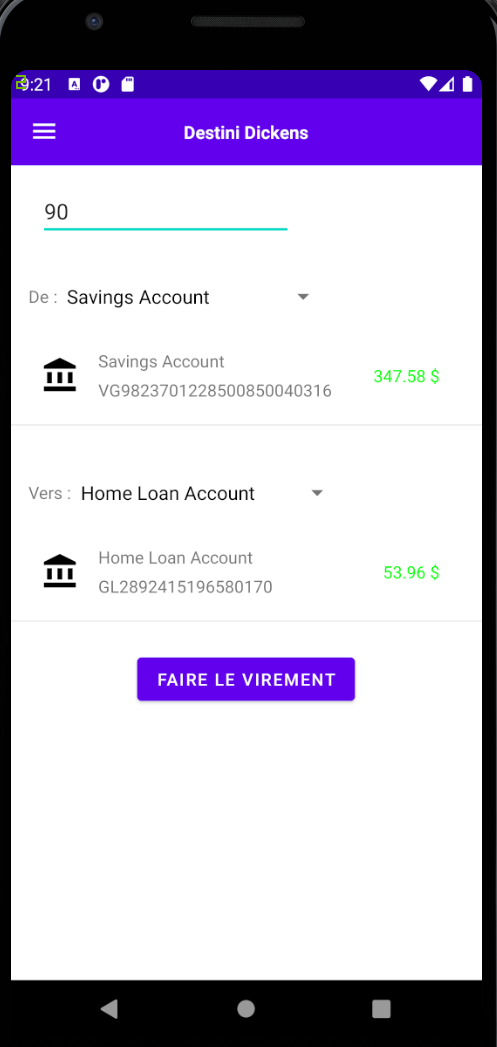 9:21
Destini Dickens
90
De : Savings Account
Savings Account
VG9823701228500850040316
347.58 $
Vers : Home Loan Account
Home Loan Account
GL2892415196580170
53.96 $
FAIRE LE VIREMENT